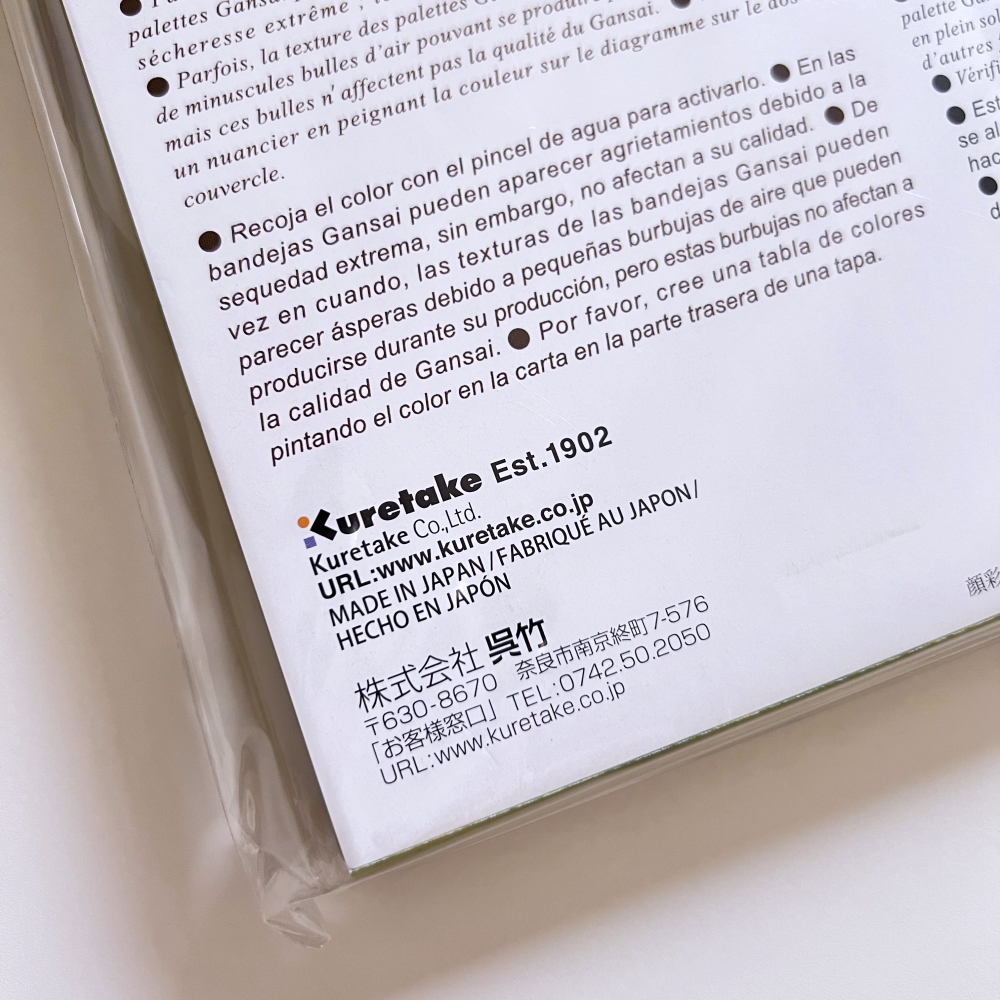 palettes Gansai
sécheresse extrême
● Parfois, la texture des palettes
de minuscules bulles d'air pouvant se produire
mais ces bulles n'affectent pas la qualité du Gansai. ●
un nuancier en peignant la couleur sur le diagramme sur le dos
couvercle.
● Recoja el color con el pincel de agua para activarlo. ● En las
bandejas Gansai pueden aparecer agrietamientos debido a la
sequedad extrema, sin embargo, no afectan a su calidad. ● De
vez en cuando, las texturas de las bandejas Gansai pueden
parecer ásperas debido a pequeñas burbujas de aire que pueden
producirse durante su producción, pero estas burbujas no afectan a
la calidad de Gansai. ● Por favor, cree una tabla de colores
pintando el color en la carta en la parte trasera de una tapa.
Kuretake Est.1902
Kuretake Co.,Ltd.
URL:www.kuretake.co.jp
MADE IN JAPAN/FABRIQUÉ AU JAPON/
HECHO EN JAPÓN
株式会社 呉竹
〒630-8670 奈良市南京終町7-576
「お客様窓口」 TEL:0742.50.2050
URL:www.kuretake.co.jp
palette
en plein
d'autres
●
●
se
●
顔彩